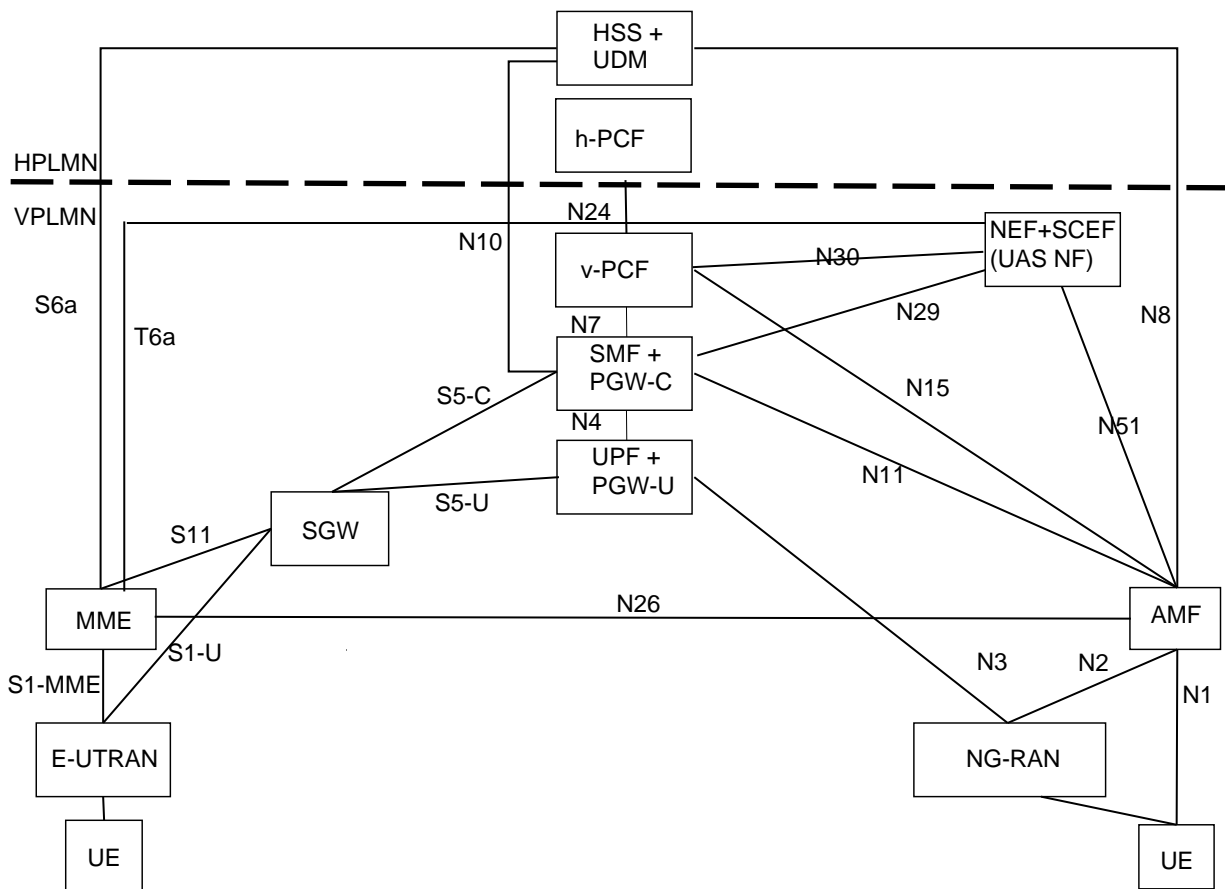 HSS +
UDM
h-PCF
HPLMN
VPLMN
N24
NEF+SCEF
(UAS NF)
N10
v-PCF
N30
S6a
T6a
N29
N8
N7
SMF +
PGW-C
S5-C
N15
N4
N51
UPF +
PGW-U
N11
S5-U
S11
SGW
MME
N26
AMF
S1-U
N3
N2
S1-MME
N1
E-UTRAN
NG-RAN
UE
UE